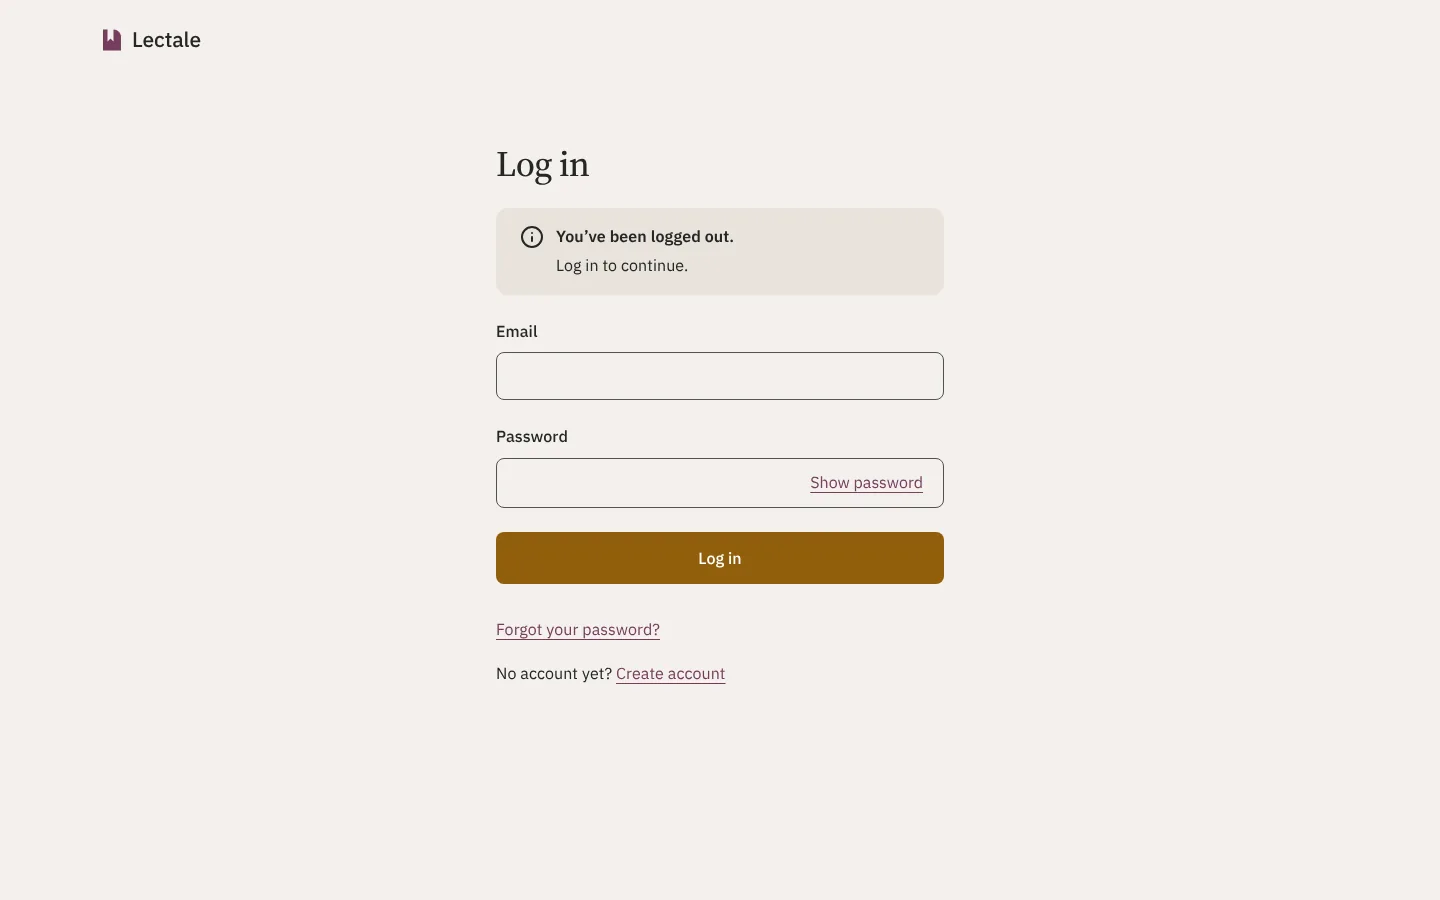 Lectale
Log in
You’ve been logged out.
Log in to continue.
Email
Password
Show password
Log in
Forgot your password?
No account yet? Create account